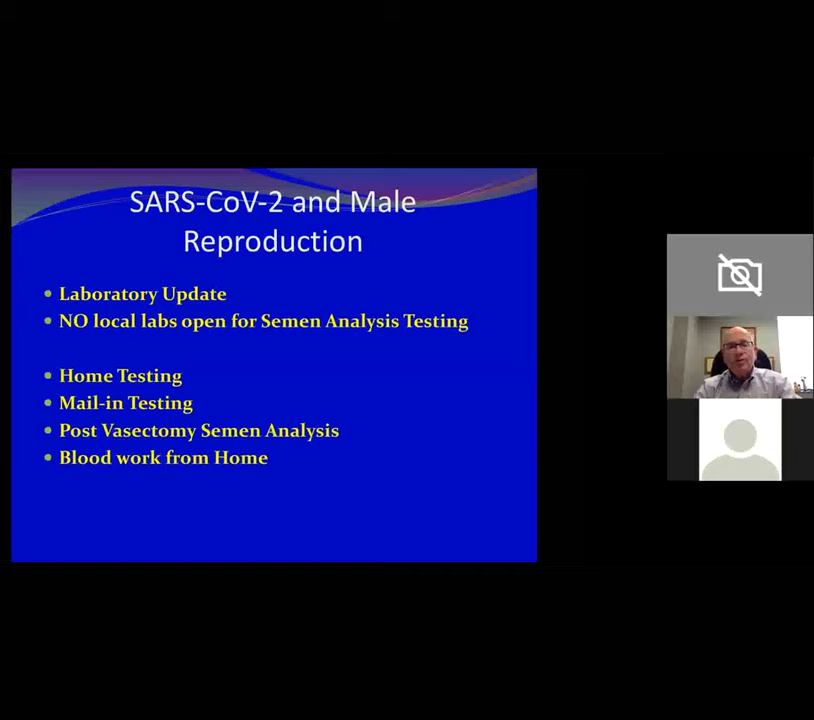 SARS-CoV-2 and Male
Reproduction
Laboratory Update
NO local labs open for Semen Analysis Testing
Home Testing
Mail-in Testing
Post Vasectomy Semen Analysis
Blood work from Home